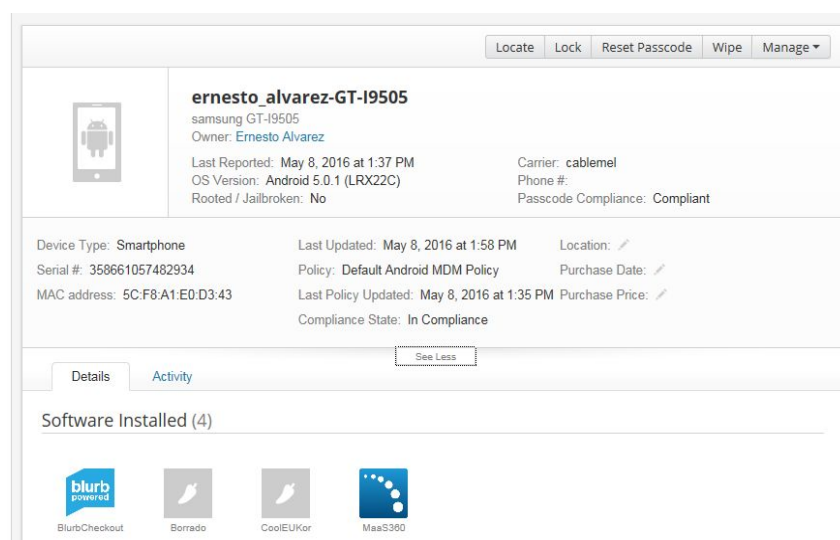 Locate Lock Reset Passcode Wipe Manage
ernesto_alvarez-GT-I9505
samsung GT-I9505
Owner: Ernesto Alvarez
Last Reported: May 8, 2016 at 1:37 PM Carrier: cablemel
OS Version: Android 5.0.1 (LRX22C) Phone #:
Rooted / Jailbroken: No Passcode Compliance: Compliant
Device Type: Smartphone Last Updated: May 8, 2016 at 1:58 PM Location:
Serial #: 358661057482934 Policy: Default Android MDM Policy Purchase Date:
MAC address: 5C:F8:A1:E0:D3:43 Last Policy Updated: May 8, 2016 at 1:35 PM Purchase Price:
Compliance State: In Compliance
See Less
Details Activity
Software Installed (4)
blurb
powered
BlurbCheckout Borrado CoolEUKor MaaS360